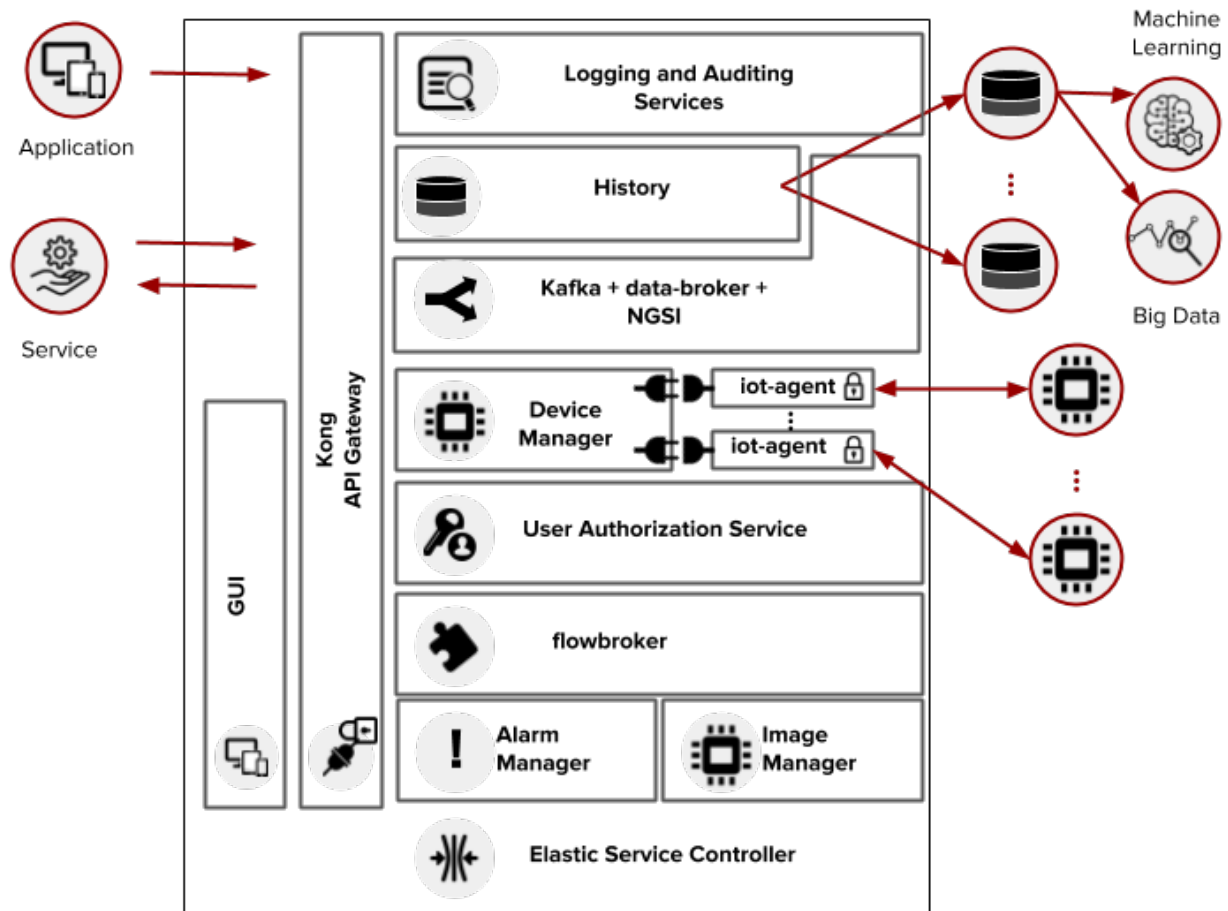 Machine
Learning
Application
Logging and Auditing
Services
History
Service
Kafka + data-broker +
NGSI
Big Data
Kong
API Gateway
Device
Manager
iot-agent
iot-agent
User Authorization Service
GUI
flowbroker
!
Alarm
Manager
Image
Manager
Elastic Service Controller